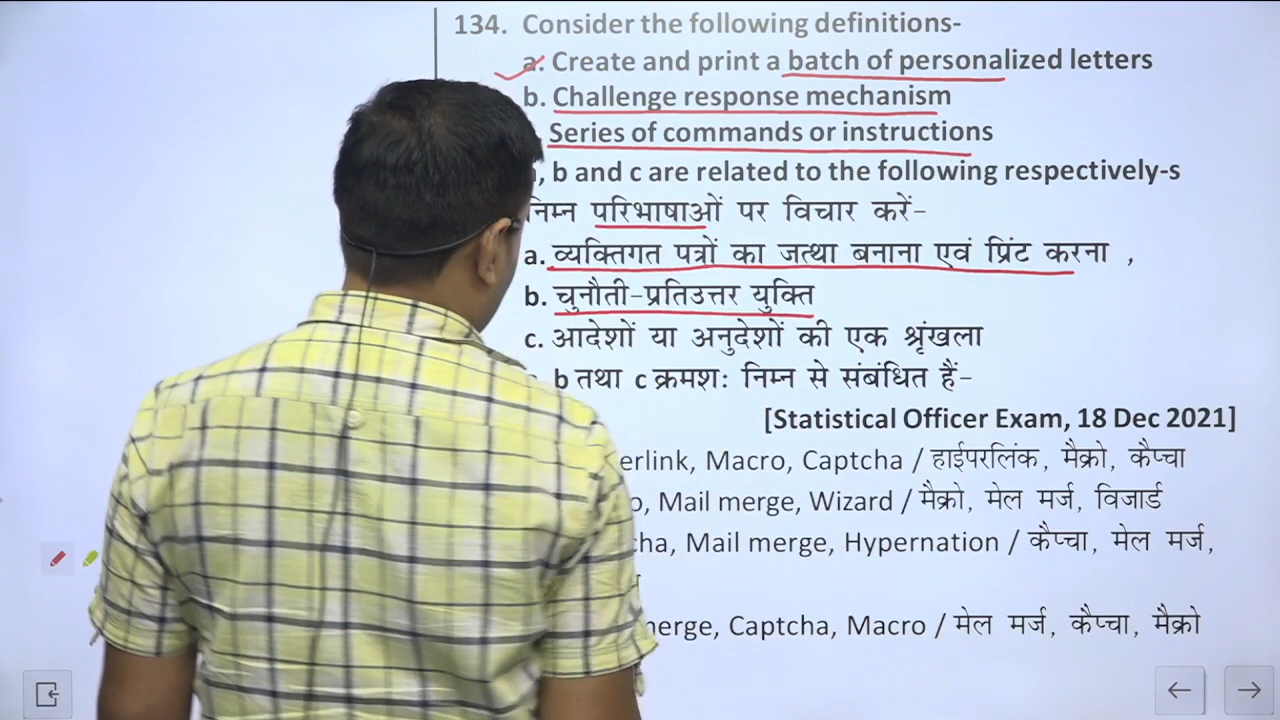 134. Consider the following definitions-
a. Create and print a batch of personalized letters
b. Challenge response mechanism
Series of commands or instructions
, b and c are related to the following respectively-s
निम्न परिभाषाओं पर विचार करें-
a. व्यक्तिगत पत्रों का जत्था बनाना एवं प्रिंट करना ,
b. चुनौती-प्रतिउत्तर युक्ति
c. आदेशों या अनुदेशों की एक श्रृंखला
b तथा c क्रमशः निम्न से संबंधित हैं-
[Statistical Officer Exam, 18 Dec 2021]
erlink, Macro, Captcha / हाईपरलिंक, मैक्रो, कैप्चा
o, Mail merge, Wizard / मैक्रो, मेल मर्ज, विजार्ड
cha, Mail merge, Hypernation / कैप्चा, मेल मर्ज,
merge, Captcha, Macro / मेल मर्ज, कैप्चा, मैक्रो